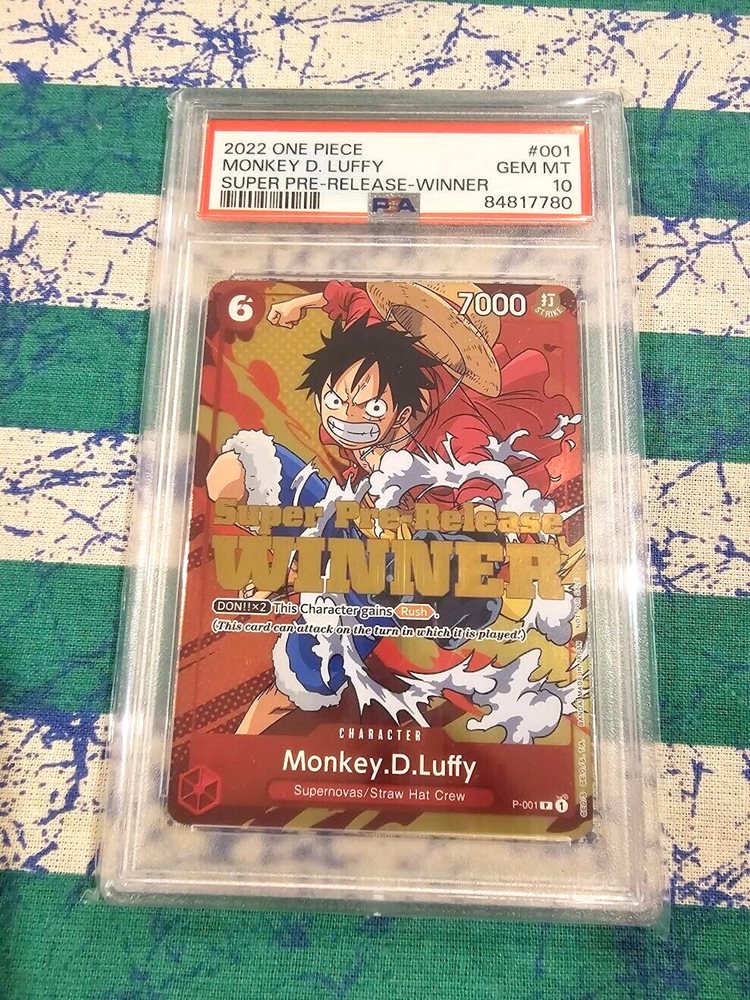 2022 ONE PIECE #001
MONKEY D. LUFFY GEM MT
SUPER PRE-RELEASE-WINNER 10
PSA 84817780
6 7000 打
STRIKE
Super Pre-Release
WINNER
DON!!×2 This Character gains Rush.
(This card can attack on the turn in which it is played.)
CHARACTER
Monkey.D.Luffy
Supernovas/Straw Hat Crew
P-001 P 1